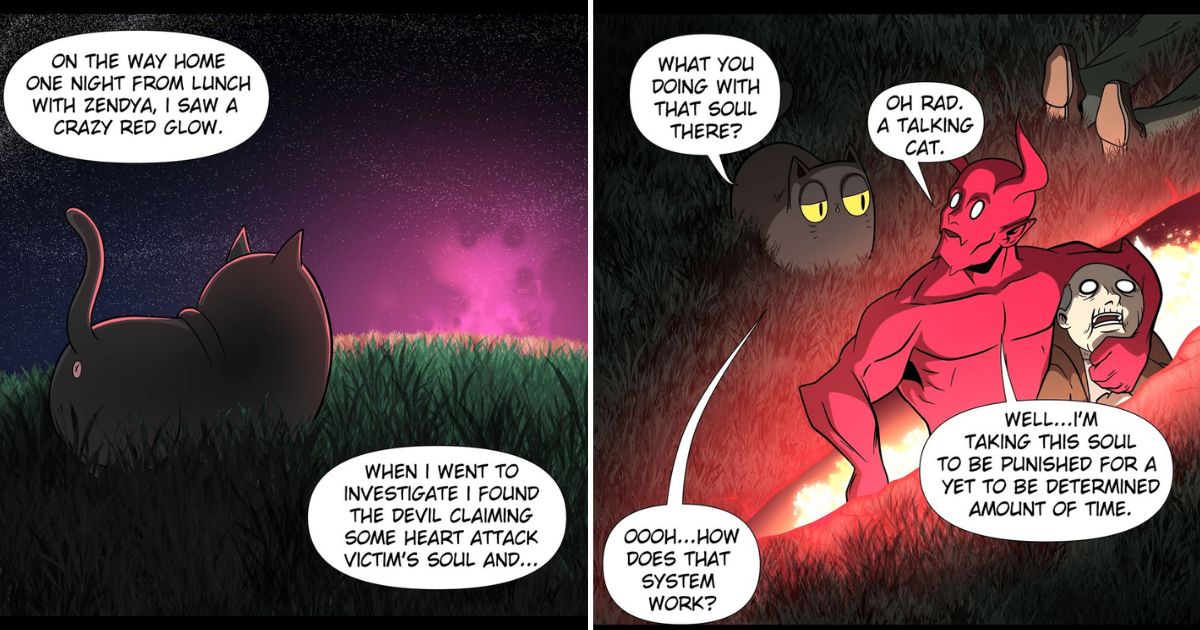 ON THE WAY HOME
ONE NIGHT FROM LUNCH
WITH ZENDYA, I SAW A
CRAZY RED GLOW.
WHEN I WENT TO
INVESTIGATE I FOUND
THE DEVIL CLAIMING
SOME HEART ATTACK
VICTIM'S SOUL AND...
WHAT YOU
DOING WITH
THAT SOUL
THERE?
OH RAD.
A TALKING
CAT.
WELL...I'M
TAKING THIS SOUL
TO BE PUNISHED FOR A
YET TO BE DETERMINED
AMOUNT OF TIME.
OOOH...HOW
DOES THAT
SYSTEM
WORK?